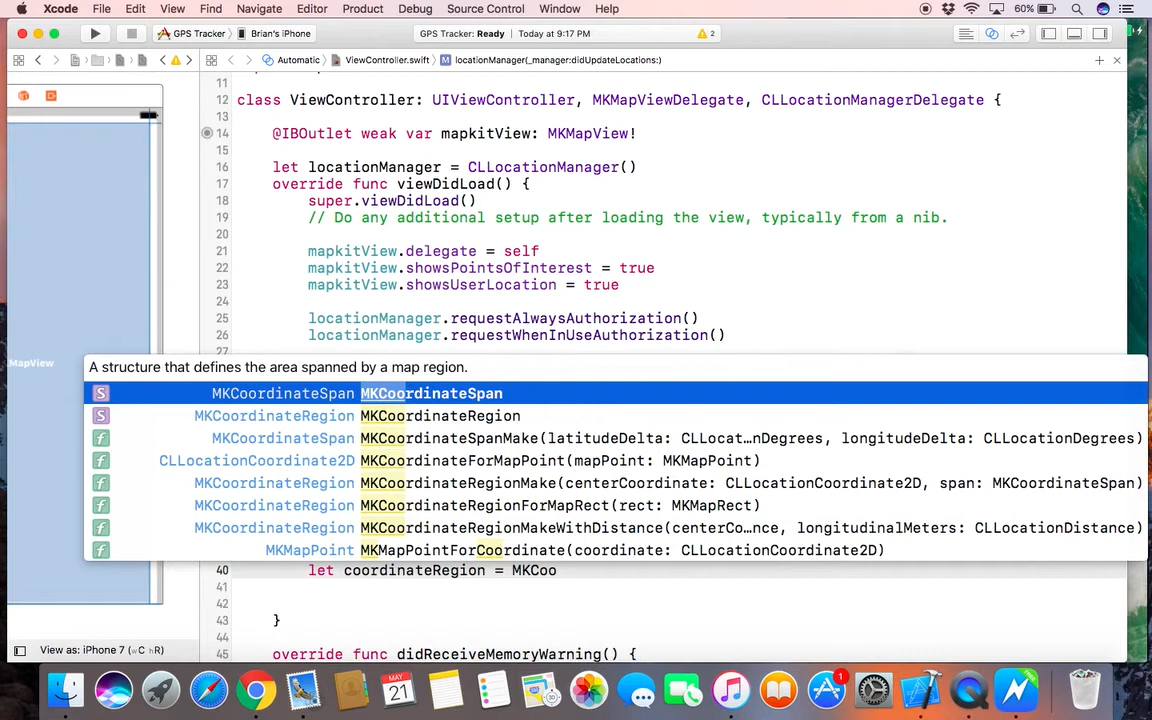 Xcode File Edit View Find Navigate Editor Product Debug Source Control Window Help 60%
GPS Tracker Brian's iPhone GPS Tracker: Ready Today at 9:17 PM 2
Automatic ViewController.swift locationManager(_manager:didUpdateLocations:)
11
12 class ViewController: UIViewController, MKMapViewDelegate, CLLocationManagerDelegate {
13
14 @IBOutlet weak var mapkitView: MKMapView!
15
16 let locationManager = CLLocationManager()
17 override func viewDidLoad() {
18 super.viewDidLoad()
19 // Do any additional setup after loading the view, typically from a nib.
20
21 mapkitView.delegate = self
22 mapkitView.showsPointsOfInterest = true
23 mapkitView.showsUserLocation = true
24
25 locationManager.requestAlwaysAuthorization()
26 locationManager.requestWhenInUseAuthorization()
27
MapView
A structure that defines the area spanned by a map region.
S MKCoordinateSpan MKCoordinateSpan
S MKCoordinateRegion MKCoordinateRegion
f MKCoordinateSpan MKCoordinateSpanMake(latitudeDelta: CLLocat…nDegrees, longitudeDelta: CLLocationDegrees)
f CLLocationCoordinate2D MKCoordinateForMapPoint(mapPoint: MKMapPoint)
f MKCoordinateRegion MKCoordinateRegionMake(centerCoordinate: CLLocationCoordinate2D, span: MKCoordinateSpan)
f MKCoordinateRegion MKCoordinateRegionForMapRect(rect: MKMapRect)
f MKCoordinateRegion MKCoordinateRegionMakeWithDistance(centerCo…nce, longitudinalMeters: CLLocationDistance)
f MKMapPoint MKMapPointForCoordinate(coordinate: CLLocationCoordinate2D)
40 let coordinateRegion = MKCoo
41
42
43 }
44
45 override func didReceiveMemoryWarning() {
View as: iPhone 7 (wC hR)
MAY
21
1